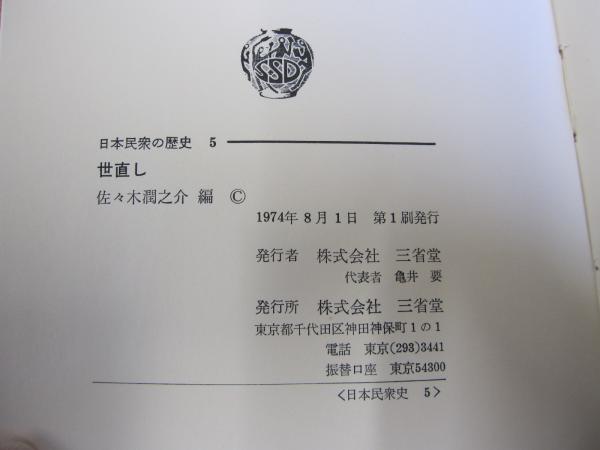 SSD
日本民衆の歴史 5
世直し
佐々木潤之介 編 ©
1974年8月1日 第1刷発行
発行者 株式会社 三省堂
代表者 亀井 要
発行所 株式会社 三省堂
東京都千代田区神田神保町1の1
電話 東京(293)3441
振替口座 東京54300
〈日本民衆史 5〉